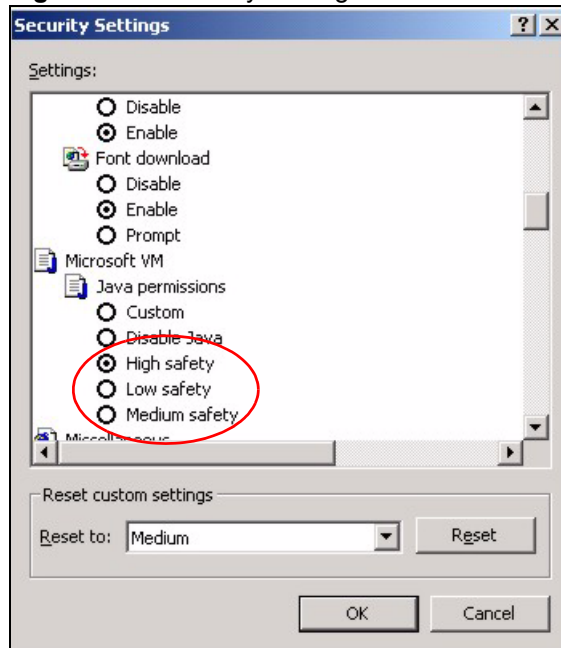 Security Settings
Settings:
Disable
Enable
Font download
Disable
Enable
Prompt
Microsoft VM
Java permissions
Custom
Disable Java
High safety
Low safety
Medium safety
Miscellaneous
Reset custom settings
Reset to: Medium Reset
OK Cancel